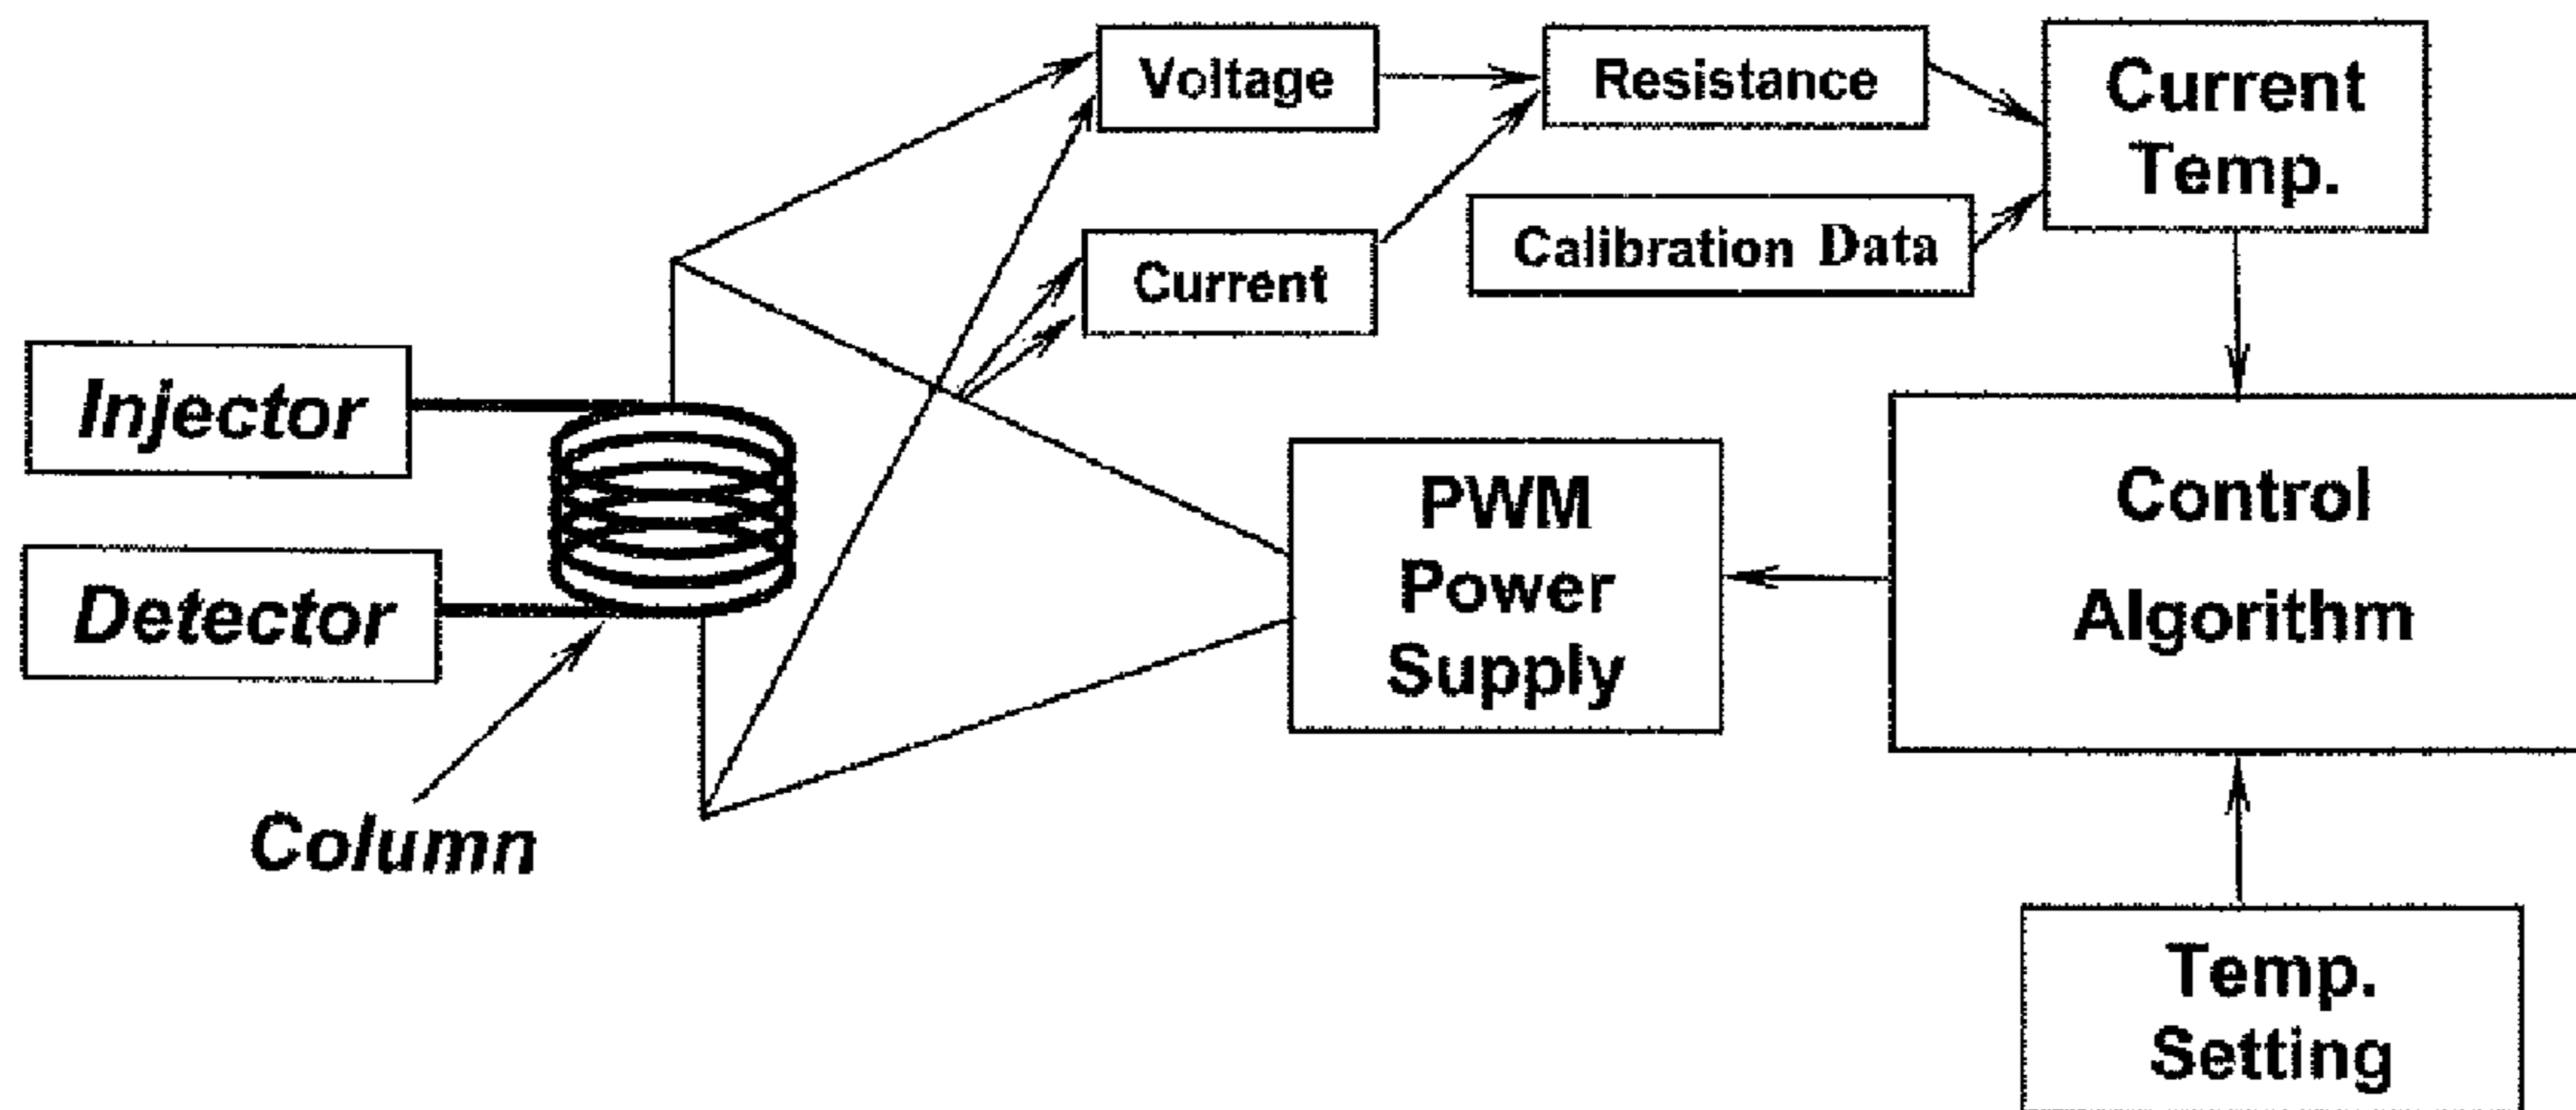 Voltage
Resistance
Current
Temp.
Calibration Data
Current
Injector
Detector
PWM
Power
Supply
Control
Algorithm
Column
Temp.
Setting